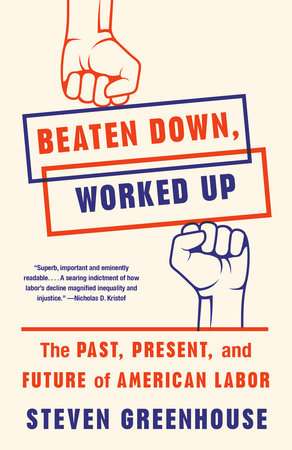 BEATEN DOWN,
WORKED UP
“Superb, important and eminently
readable. . . . A searing indictment of how
labor’s decline magnified inequality and
injustice.” —Nicholas D. Kristof
The PAST, PRESENT, and
FUTURE of AMERICAN LABOR
STEVEN GREENHOUSE